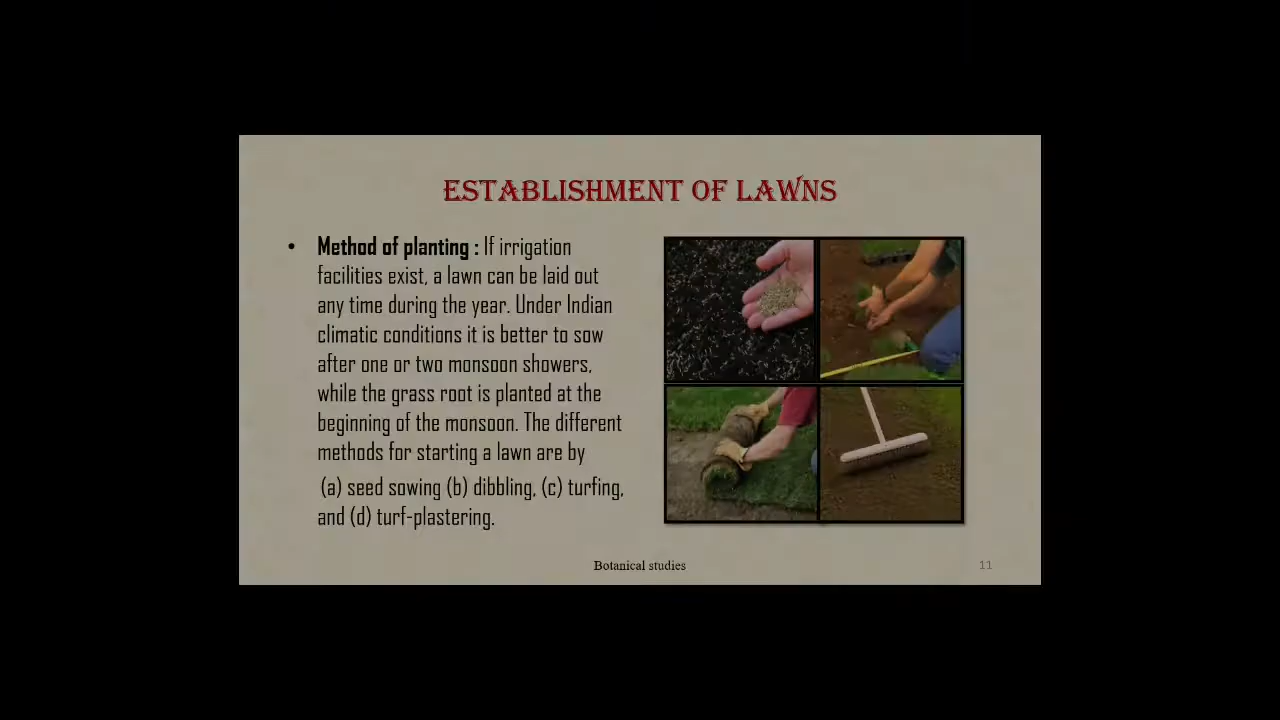 ESTABLISHMENT OF LAWNS
• Method of planting : If irrigation
facilities exist, a lawn can be laid out
any time during the year. Under Indian
climatic conditions it is better to sow
after one or two monsoon showers,
while the grass root is planted at the
beginning of the monsoon. The different
methods for starting a lawn are by
(a) seed sowing (b) dibbling, (c) turfing,
and (d) turf-plastering.
Botanical studies
11